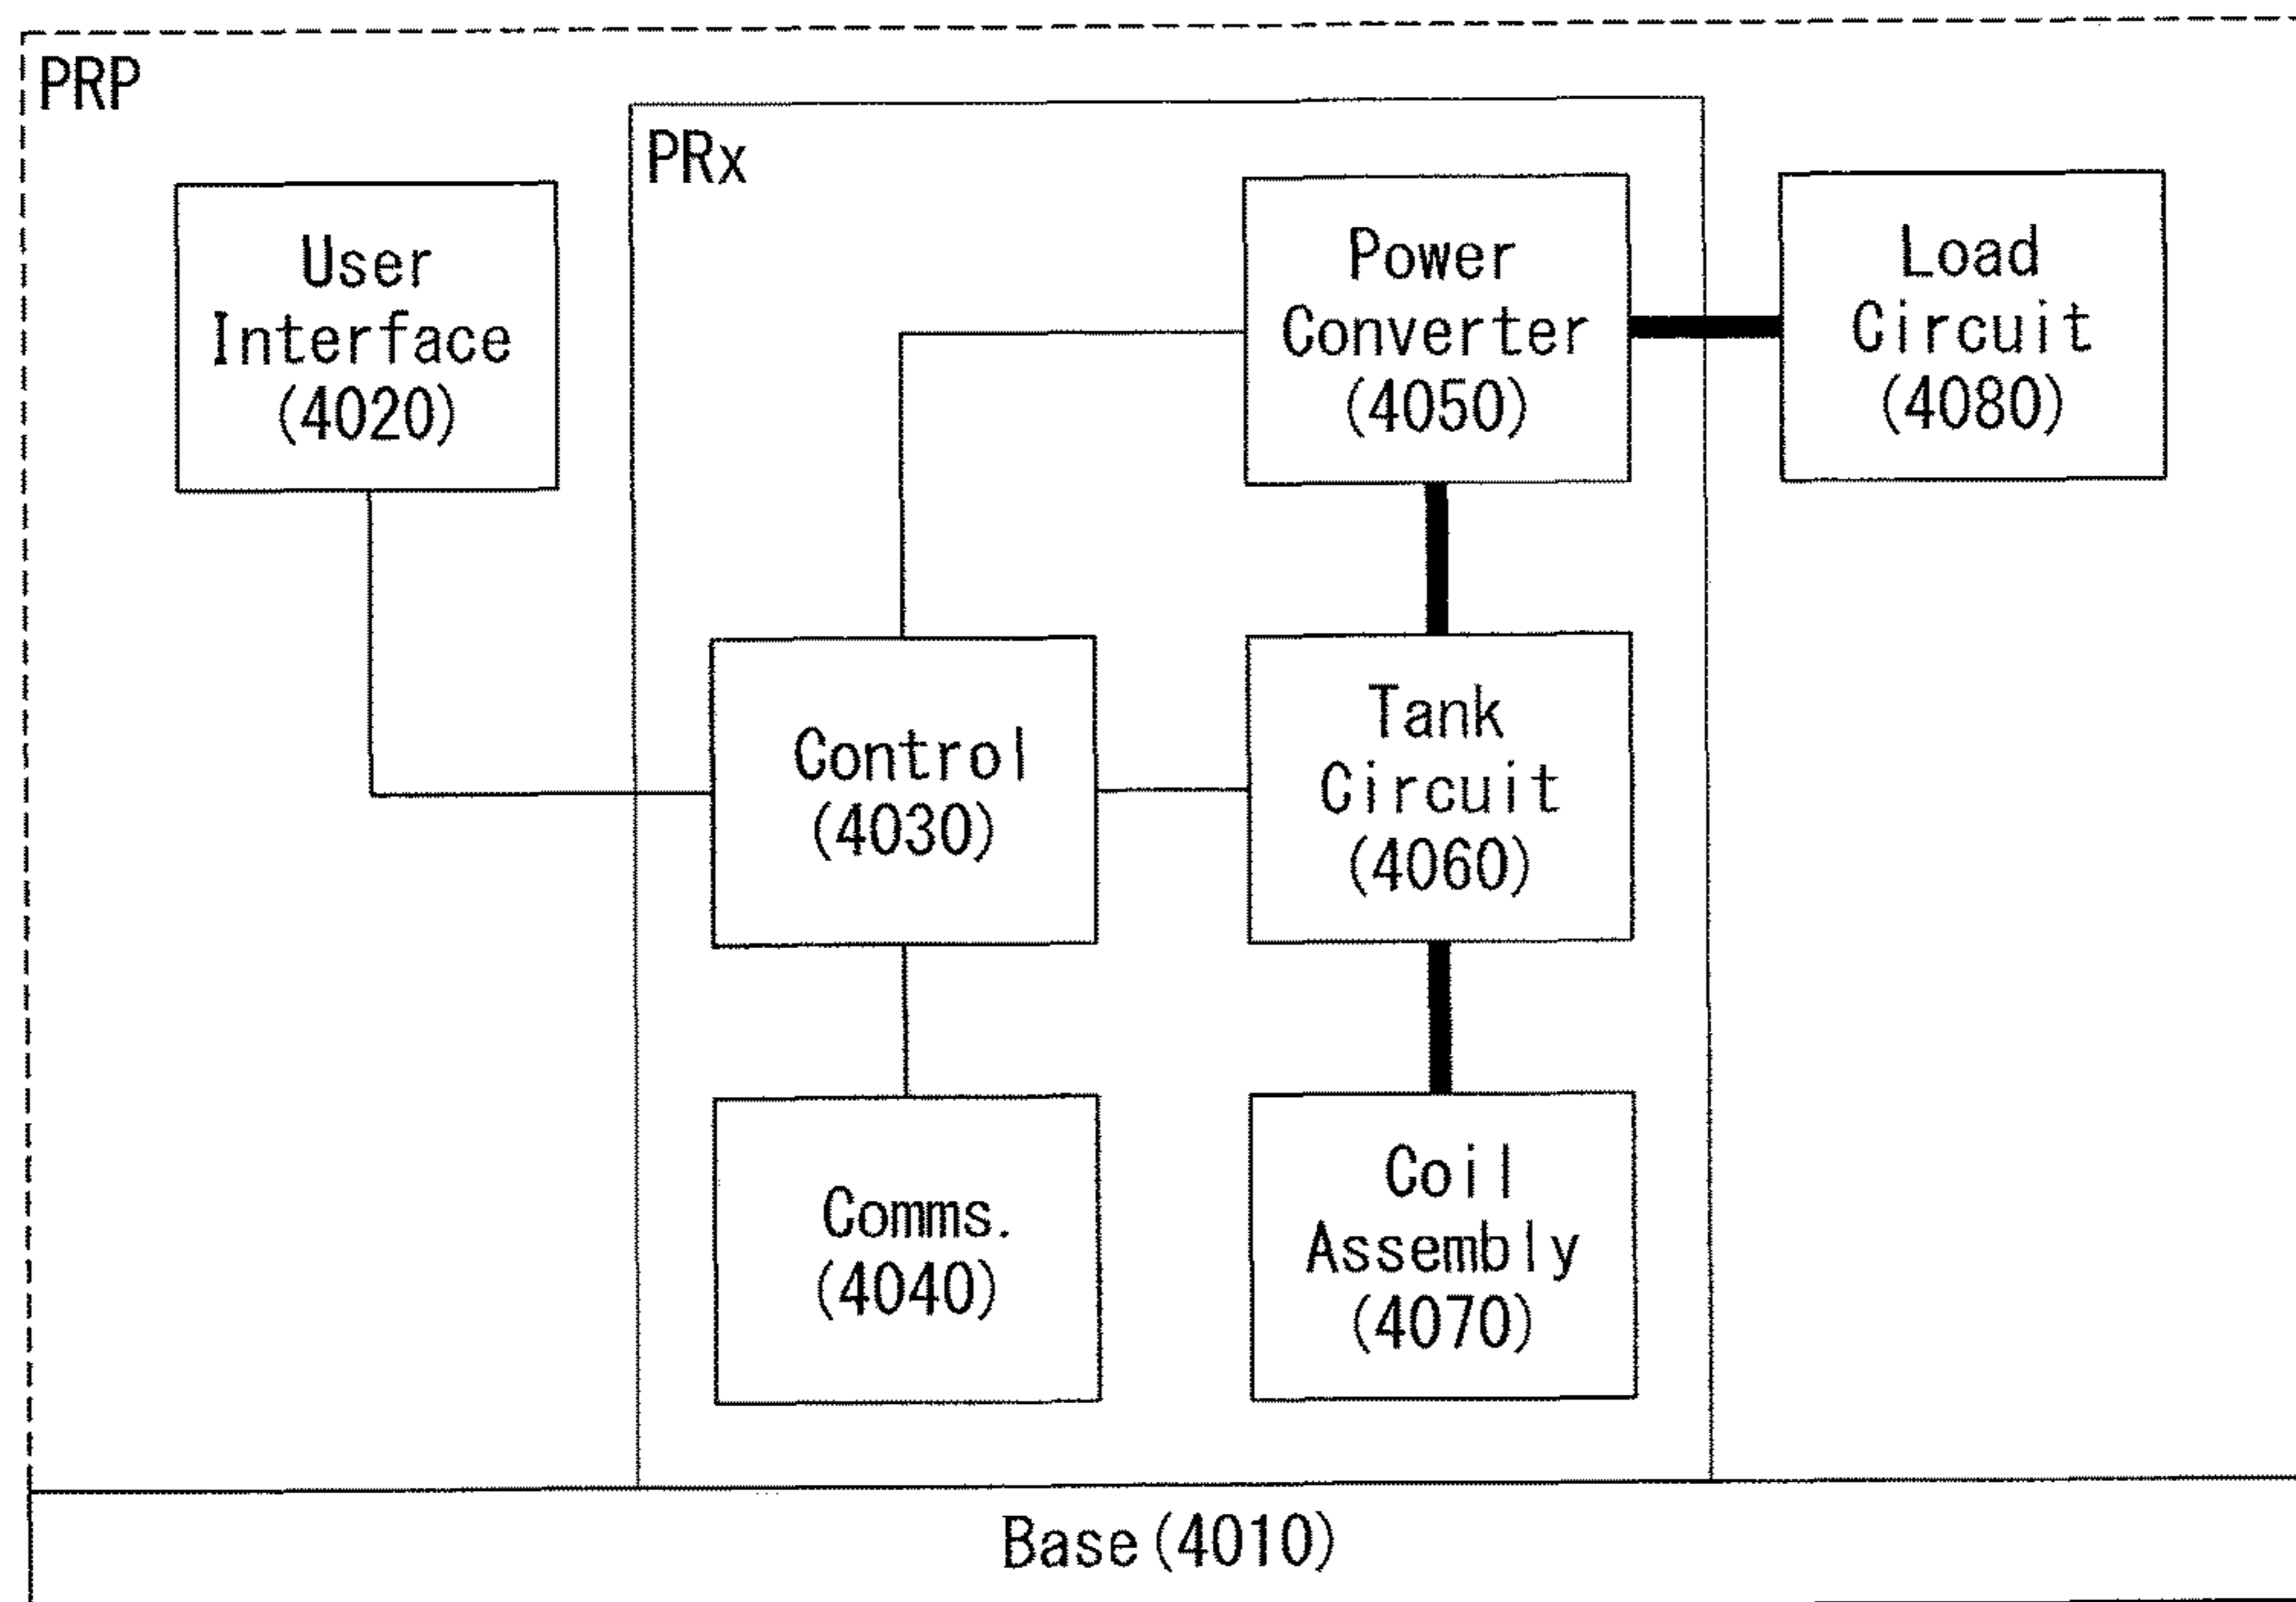 PRP
PRx
User
Interface
(4020)
Power
Converter
(4050)
Load
Circuit
(4080)
Control
(4030)
Tank
Circuit
(4060)
Comms.
(4040)
Coil
Assembly
(4070)
Base(4010)